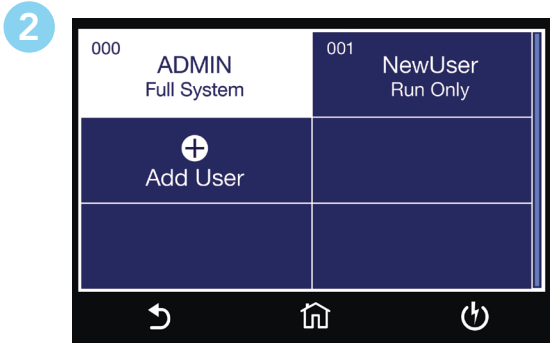 2
000
ADMIN
Full System
001
NewUser
Run Only
Add User